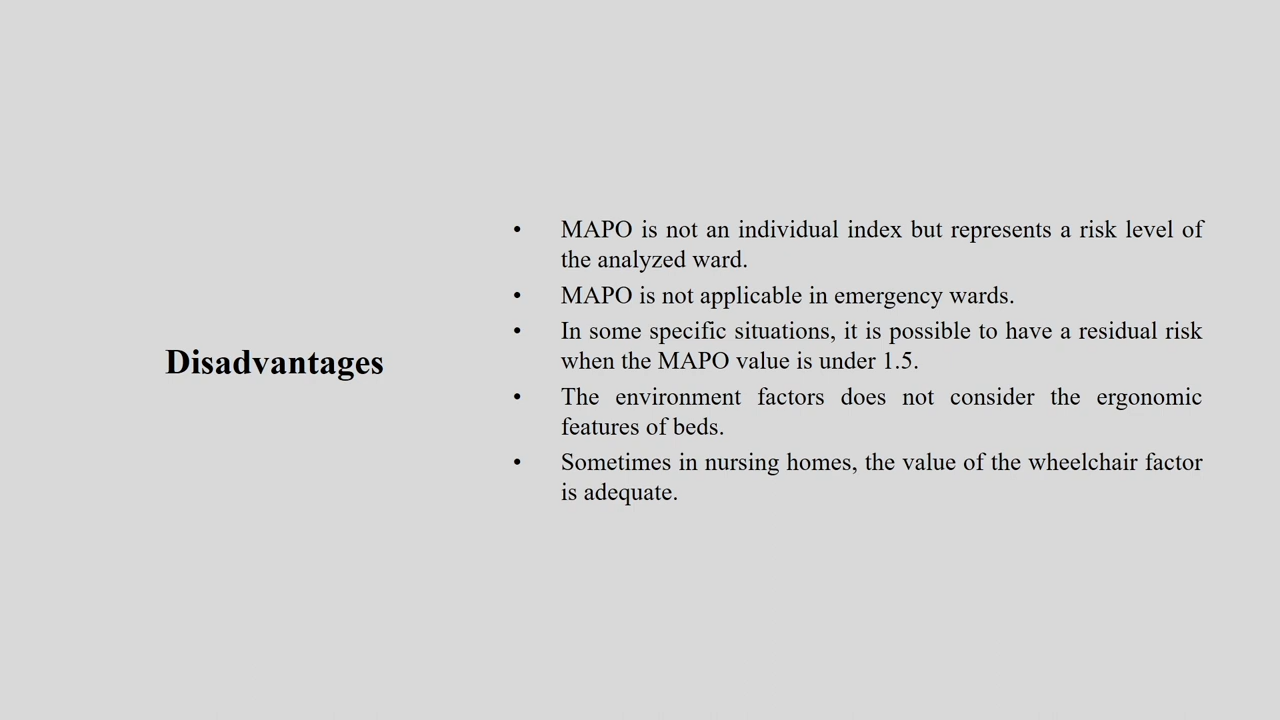 Disadvantages
• MAPO is not an individual index but represents a risk level of
the analyzed ward.
• MAPO is not applicable in emergency wards.
• In some specific situations, it is possible to have a residual risk
when the MAPO value is under 1.5.
• The environment factors does not consider the ergonomic
features of beds.
• Sometimes in nursing homes, the value of the wheelchair factor
is adequate.